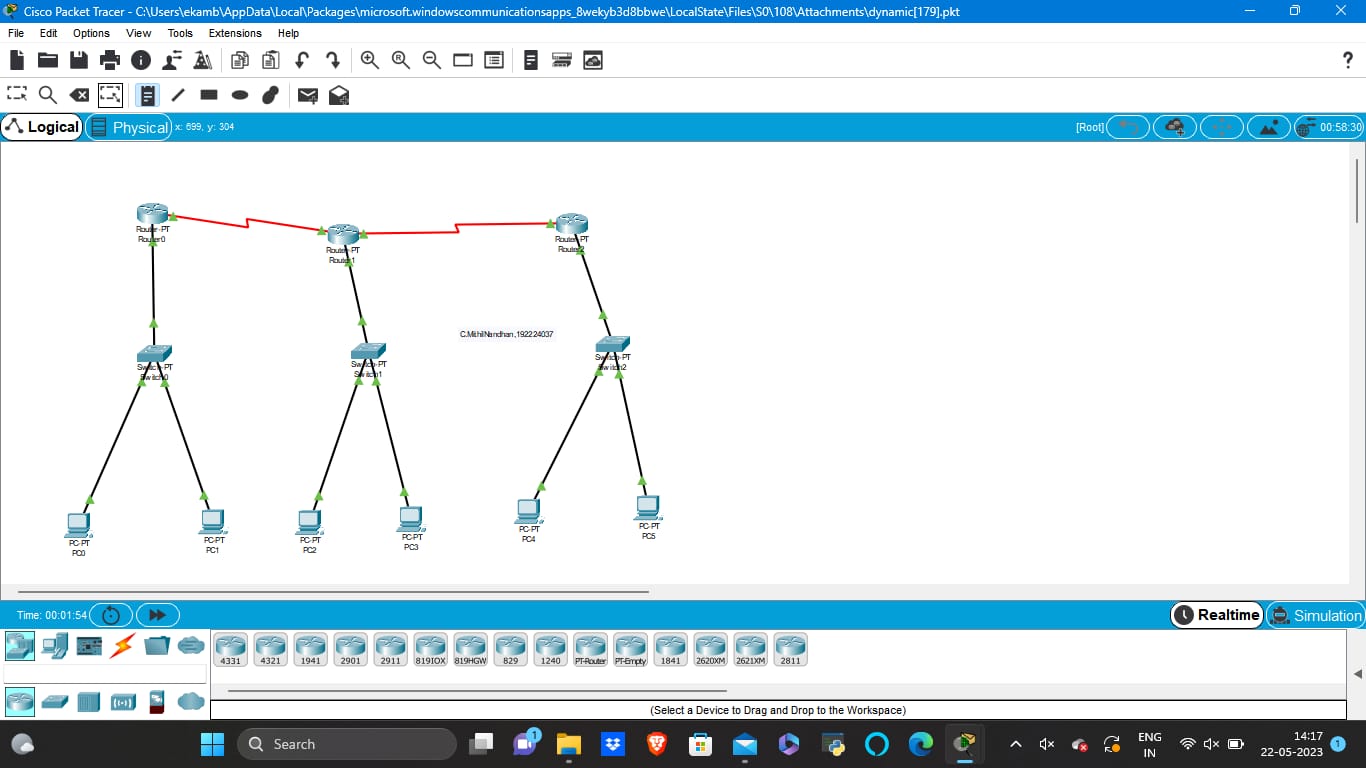 Cisco Packet Tracer - C:\Users\ekamb\AppData\Local\Packages\microsoft.windowscommunicationsapps_8wekyb3d8bbwe\LocalState\Files\S0\108\Attachments\dynamic[179].pkt
File Edit Options View Tools Extensions Help
Logical Physical x: 699, y: 304 [Root] 00:58:30
Router-PT
Router0
Router-PT
Router1
Router-PT
Router2
C.MithilNandhan,192224037
Switch-PT
Switch0
Switch-PT
Switch1
Switch-PT
Switch2
PC-PT
PC0
PC-PT
PC1
PC-PT
PC2
PC-PT
PC3
PC-PT
PC4
PC-PT
PC5
Time: 00:01:54 Realtime Simulation
4331 4321 1941 2901 2911 819IOX 819HGW 829 1240 PT-Router PT-Empty 1841 2620XM 2621XM 2811
(Select a Device to Drag and Drop to the Workspace)
Search
1
ENG
IN
14:17
22-05-2023
1